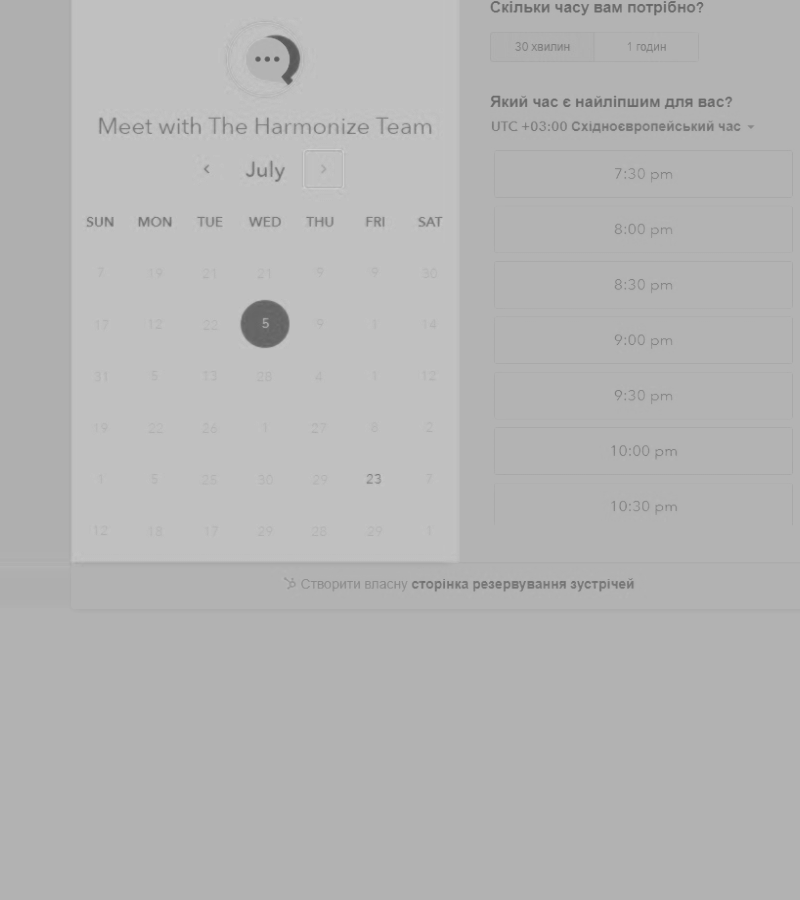 Meet with The Harmonize Team
July
SUN MON TUE WED THU FRI SAT
7 19 21 21 9 9 30
17 12 22 5 9 1 14
31 5 13 28 4 1 12
19 22 26 1 27 8 2
1 5 25 30 29 23 7
12 18 17 29 28 29 1
Скільки часу вам потрібно?
30 хвилин 1 годин
Який час є найліпшим для вас?
UTC +03:00 Східноєвропейський час
7:30 pm
8:00 pm
8:30 pm
9:00 pm
9:30 pm
10:00 pm
10:30 pm
Створити власну сторінка резервування зустрічей